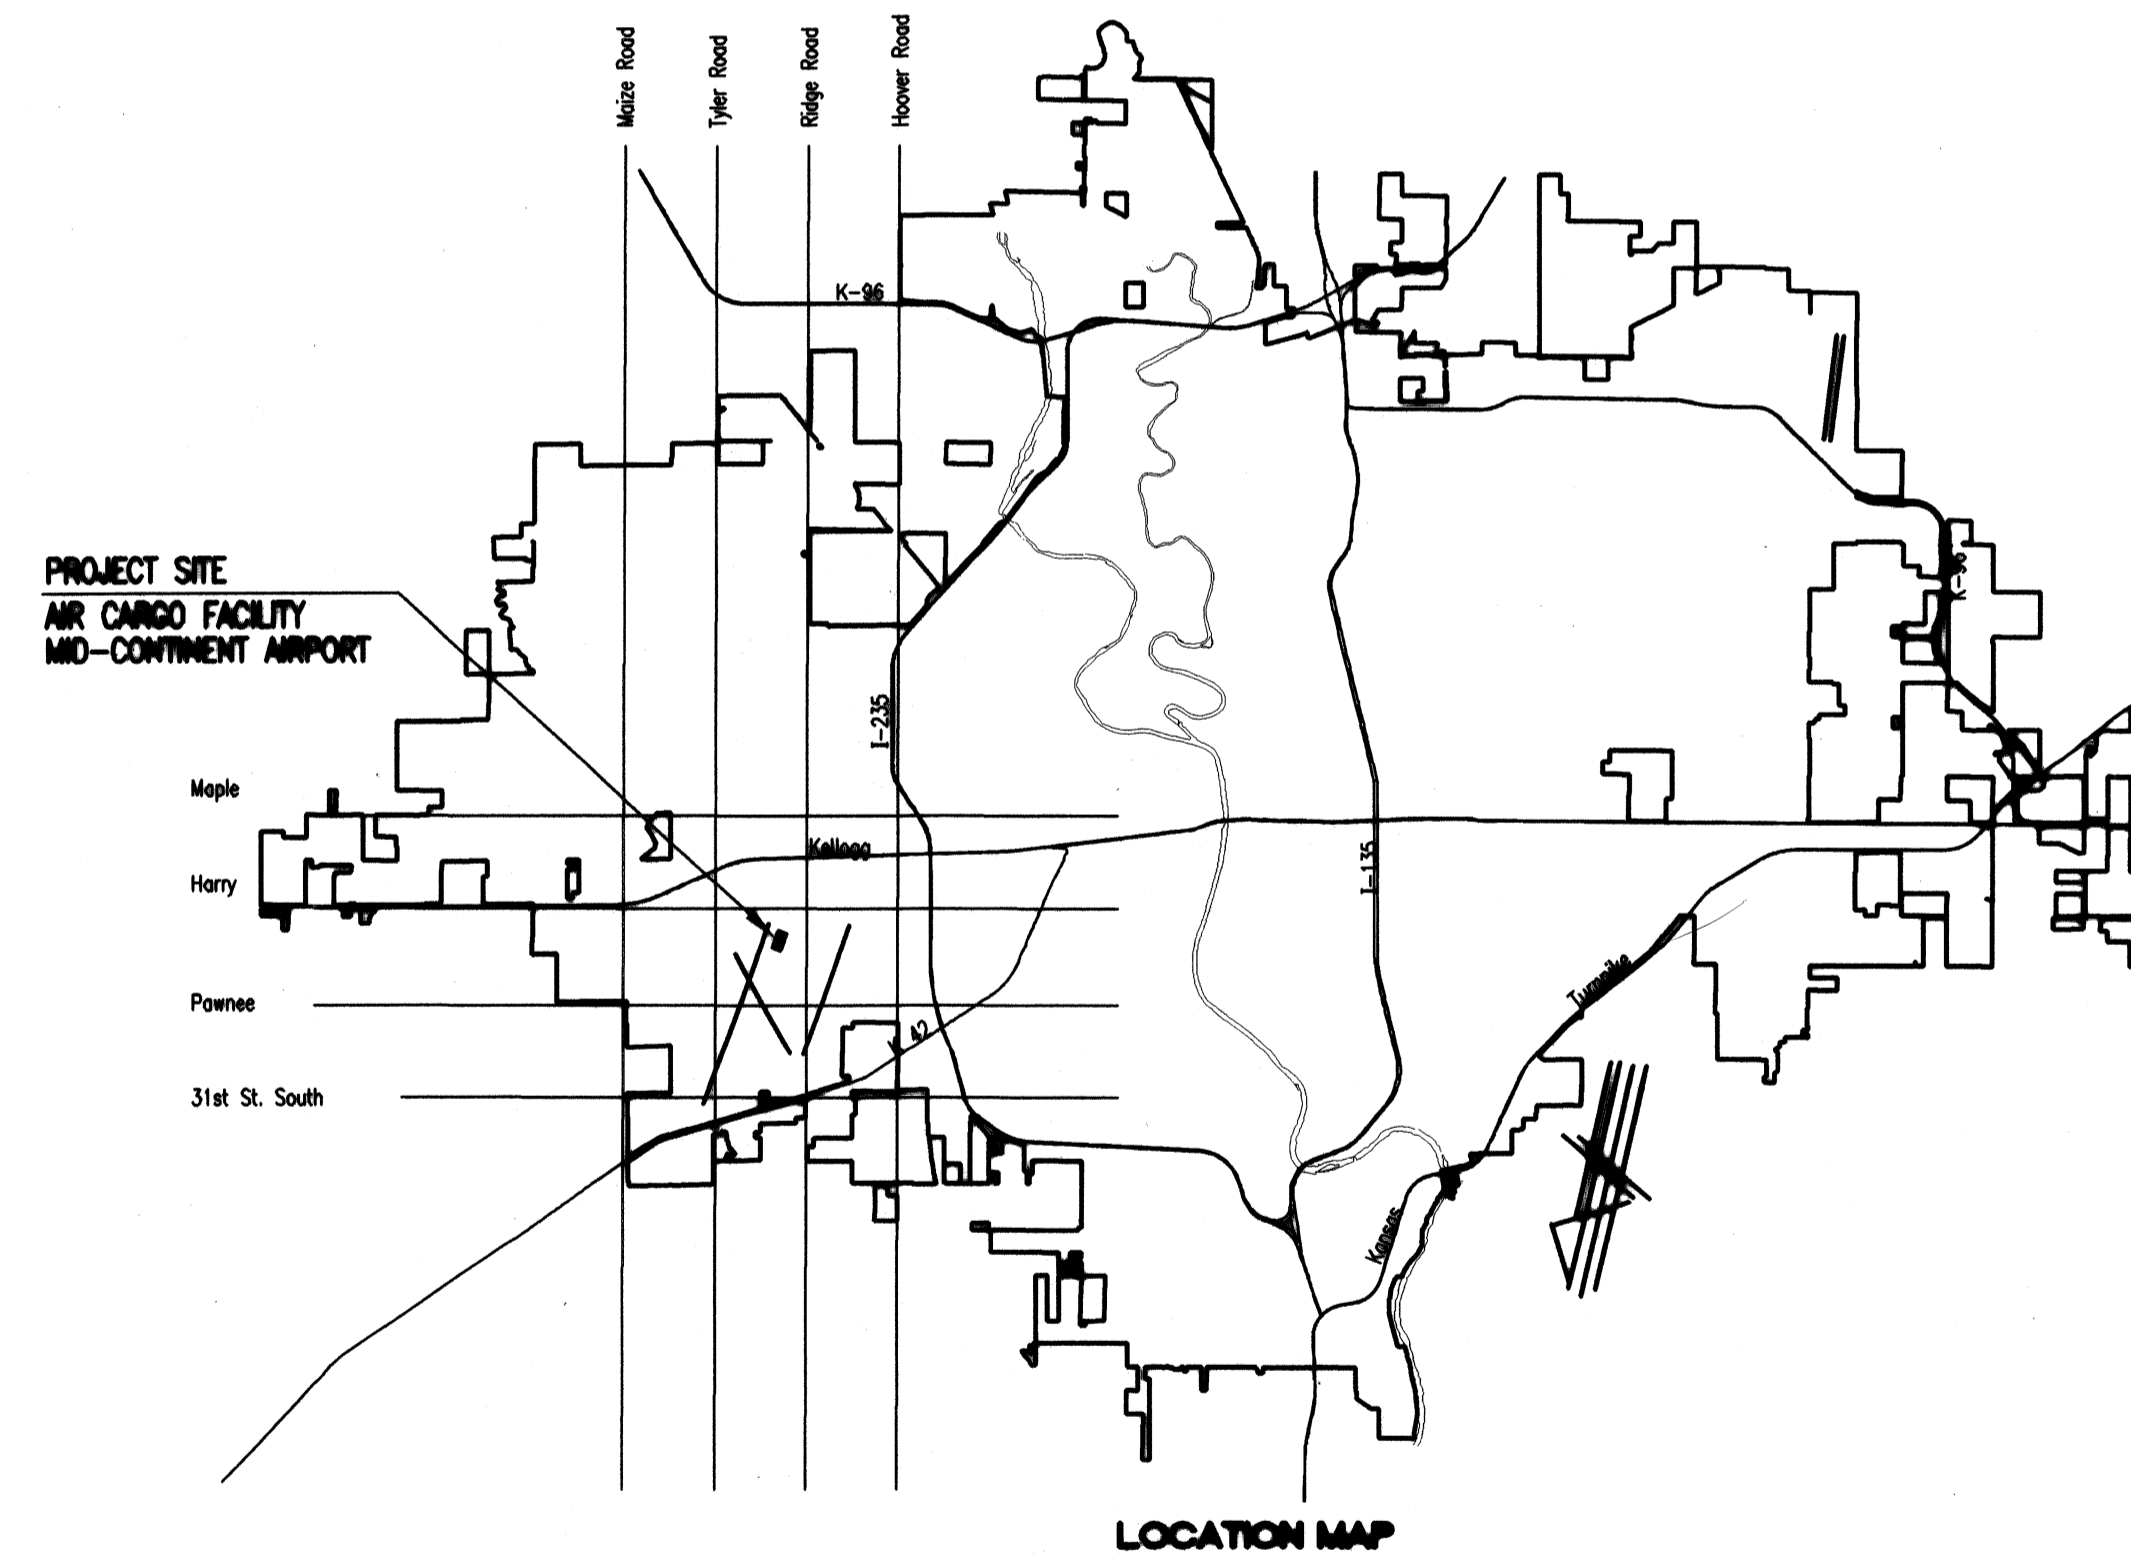 Maize Road
Tyler Road
Ridge Road
Hoover Road
K-96
PROJECT SITE
AIR CARGO FACILITY
MID-CONTINENT AIRPORT
K-96
I-235
Maple
Kellogg
Harry
I-135
Turnpike
Pawnee
42
31st St. South
Kansas
LOCATION MAP